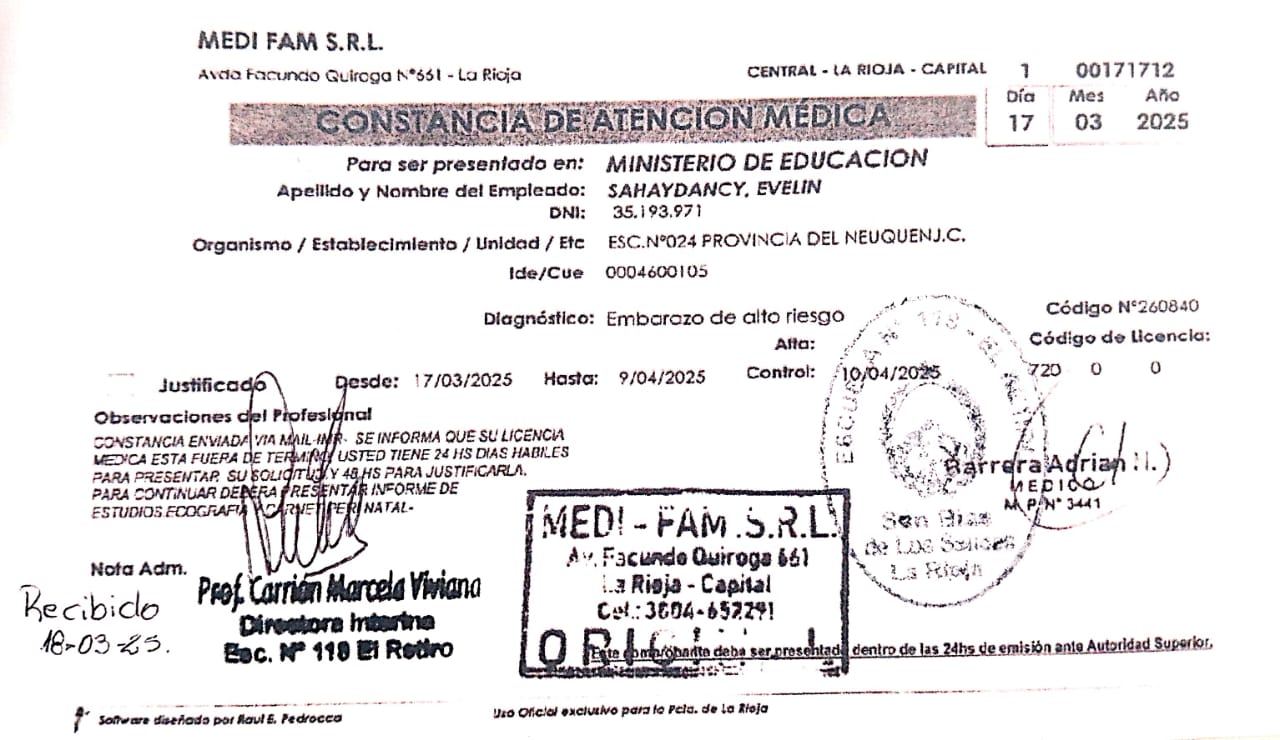 MEDI FAM S.R.L.
Avda Facundo Quiroga N°661 - La Rioja
CENTRAL - LA RIOJA - CAPITAL 1 00171712
Día Mes Año
17 03 2025
CONSTANCIA DE ATENCION MÉDICA
Para ser presentado en: MINISTERIO DE EDUCACION
Apellido y Nombre del Empleado: SAHAYDANCY, EVELIN
DNI: 35.193.971
Organismo / Establecimiento / Unidad / Etc ESC.N°024 PROVINCIA DEL NEUQUENJ.C.
Ide/Cue 0004600105
Diagnóstico: Embarazo de alto riesgo
Código N°260840
Alta:
Código de Licencia:
Justificado Desde: 17/03/2025 Hasta: 9/04/2025 Control: 10/04/2025 720 0 0
Observaciones del Profesional
CONSTANCIA ENVIADA VIA MAIL-IMR- SE INFORMA QUE SU LICENCIA
MEDICA ESTA FUERA DE TERMINO, USTED TIENE 24 HS DIAS HABILES
PARA PRESENTAR SU SOLICITUD Y 48 HS PARA JUSTIFICARLA.
PARA CONTINUAR DEBERA PRESENTAR INFORME DE
ESTUDIOS ECOGRAFIA CARNET PERINATAL-
Barrera Adrian
MEDICO
M.P.N° 3441
ESCUELA N°
San Blas
de Los Sauces
La Rioja
MEDI - FAM .S.R.L.
Av. Facundo Quiroga 661
La Rioja - Capital
Cel.: 3804-652291
ORIGINAL
Nota Adm.
Recibido
18-03-25.
Prof. Carrión Marcela Viviana
Directora Interina
Esc. N° 118 El Retiro
Este comprobante debe ser presentado dentro de las 24hs de emisión ante Autoridad Superior.
Software diseñado por Raul E. Pedrocca
Uso Oficial exclusivo para la Pcia. de La Rioja